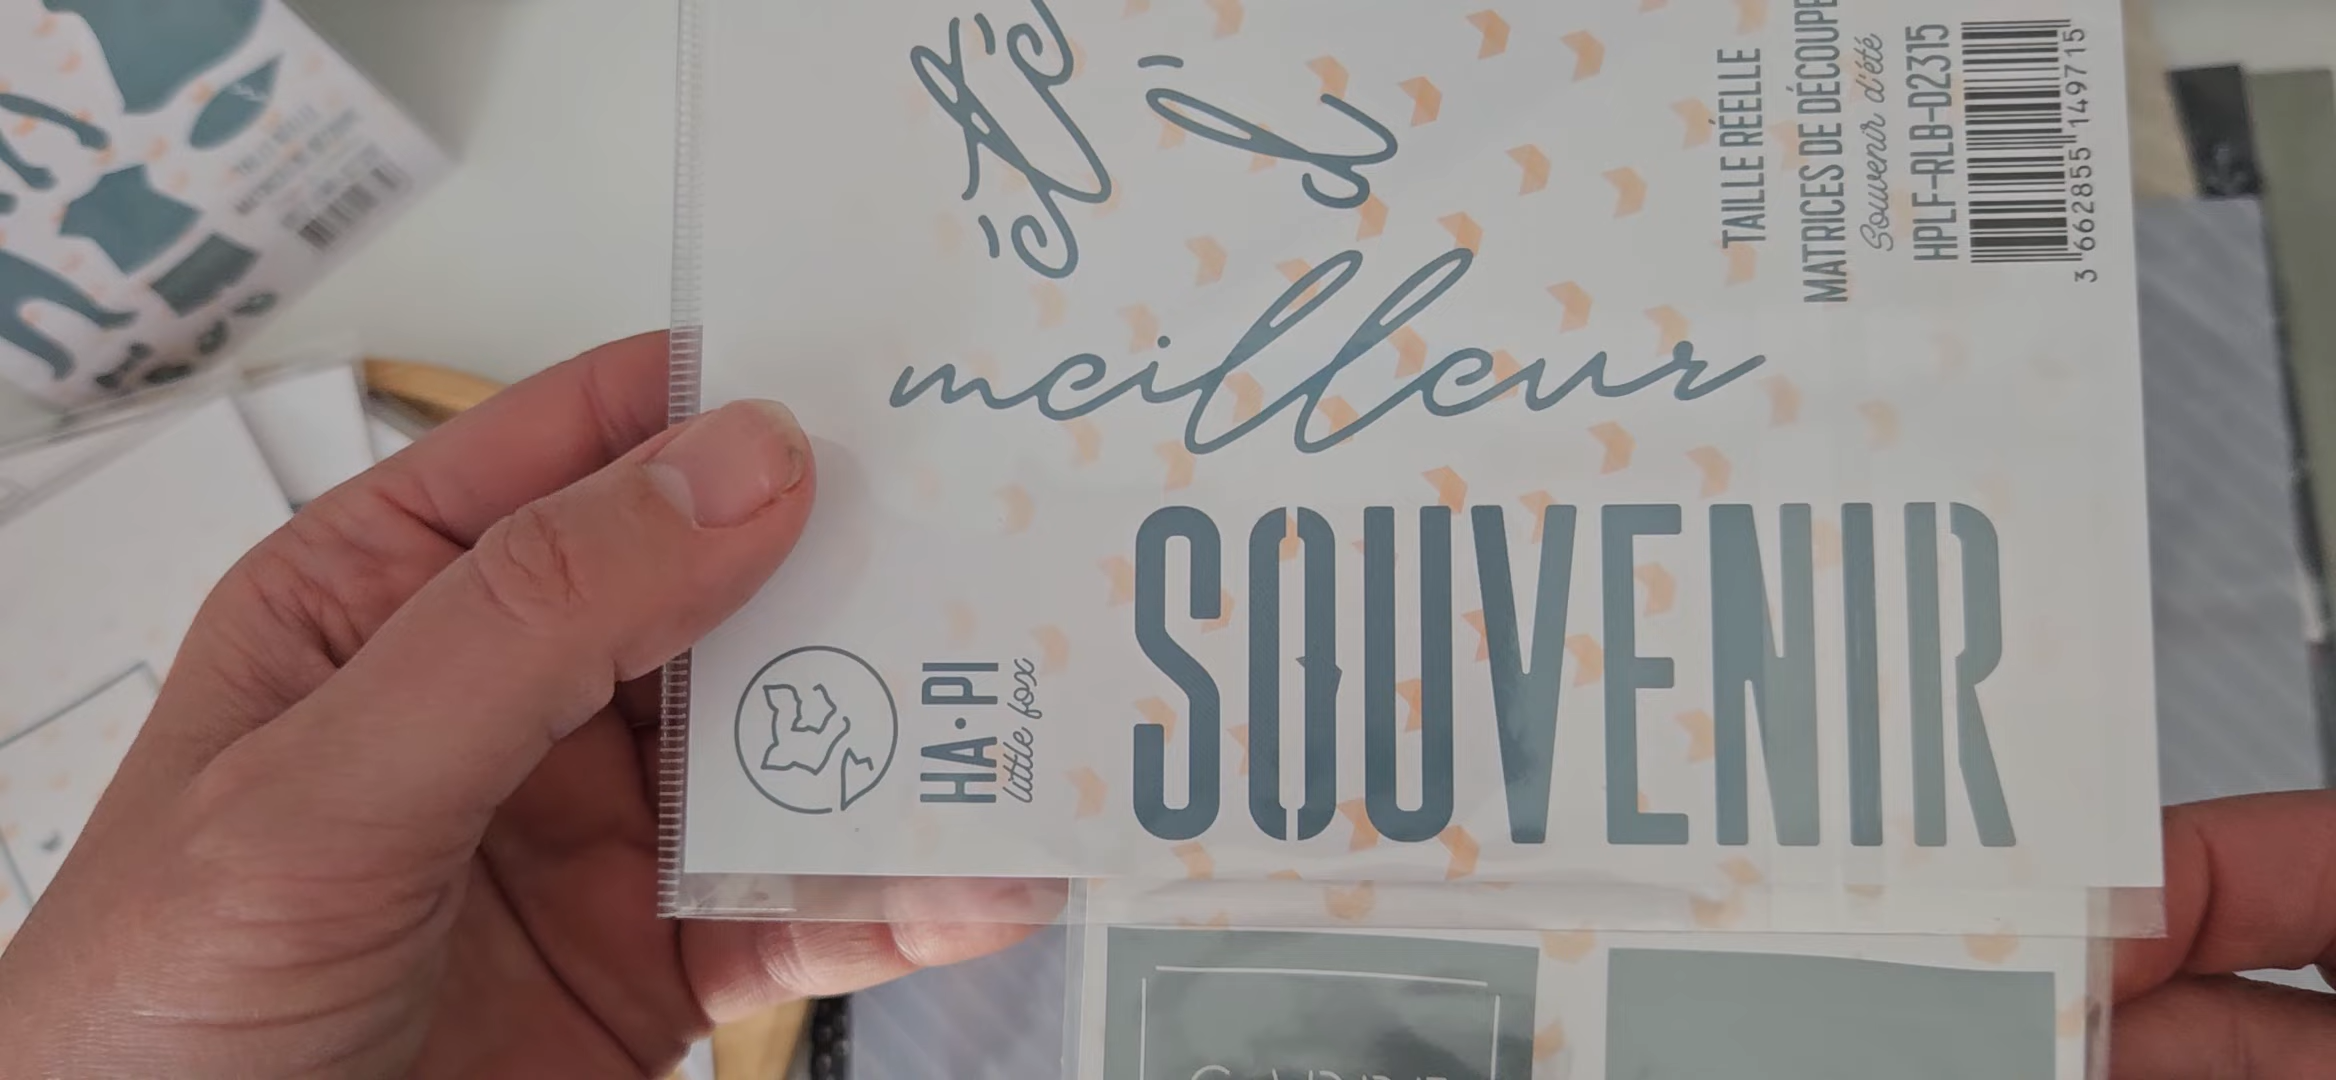 été
d'
meilleur
SOUVENIR
HA·PI
little fox
TAILLE RÉELLE
MATRICES DE DÉCOUPE
Souvenir d'été
HPLF-RLB-D2315
3 662855 149715